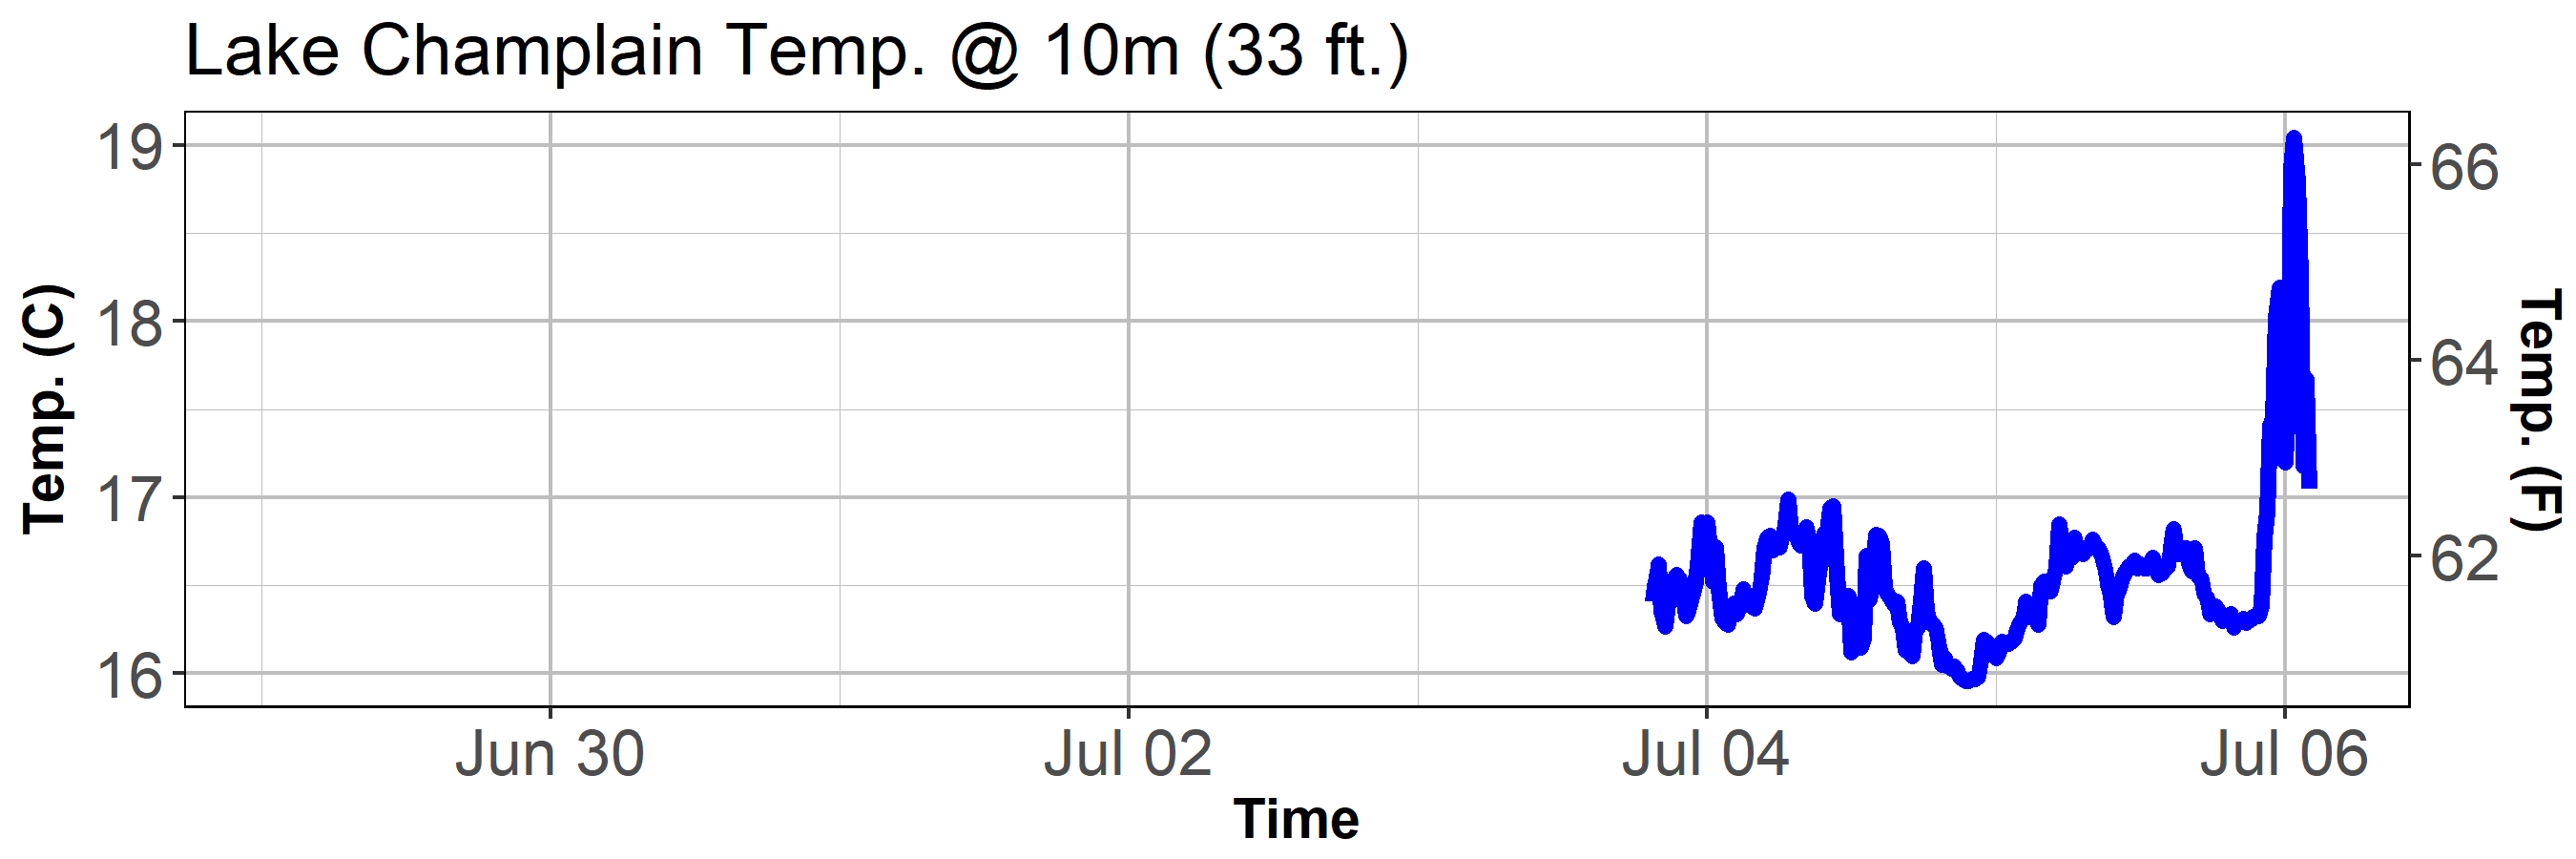 Lake Champlain Temp. @ 10m (33 ft.)
Temp. (C)
19
18
17
16
66
64
62
Temp. (F)
Jun 30
Jul 02
Jul 04
Jul 06
Time